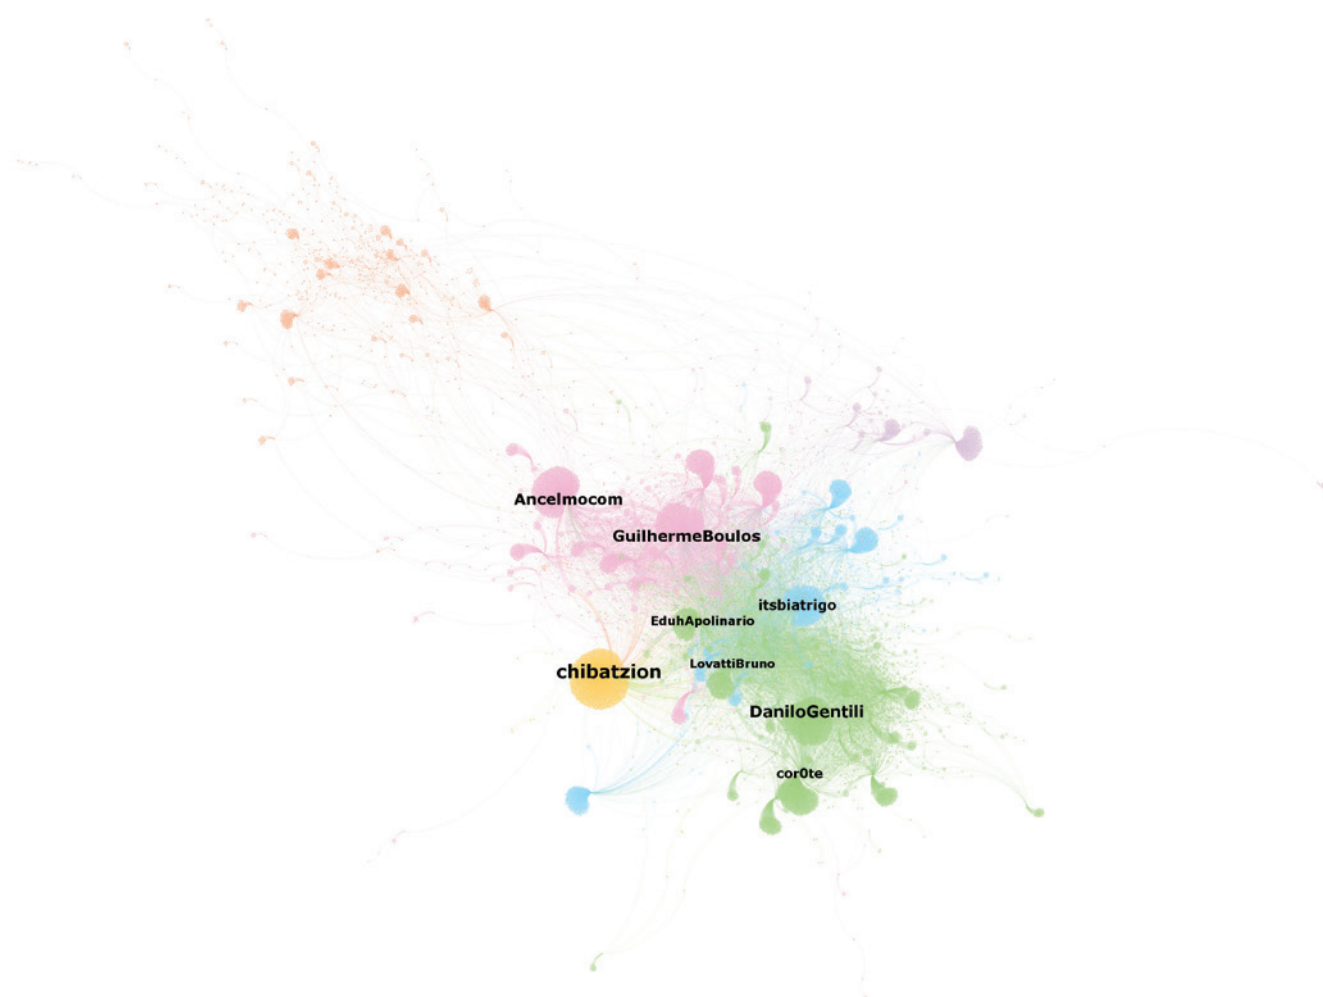 Ancelmocom
GuilhermeBoulos
itsbiatrigo
EduhApolinario
LovattiBruno
chibatzion
DaniloGentili
cor0te